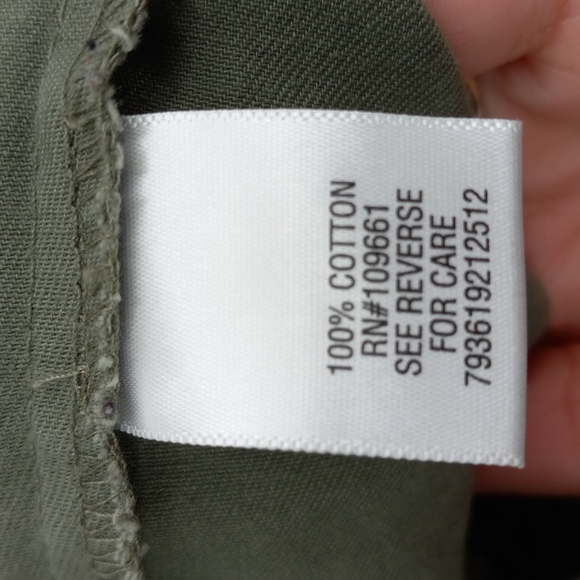 100% COTTON
RN#109661
SEE REVERSE
FOR CARE
793619212512